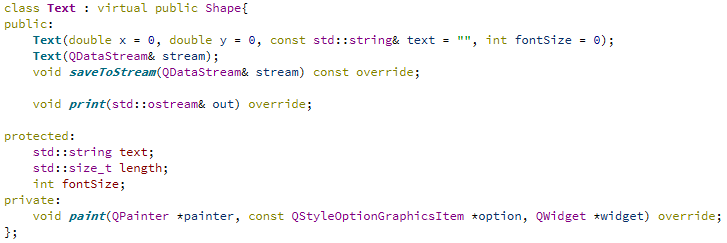 class Text : virtual public Shape{
public:
    Text(double x = 0, double y = 0, const std::string& text = "", int fontSize = 0);
    Text(QDataStream& stream);
    void saveToStream(QDataStream& stream) const override;

    void print(std::ostream& out) override;

protected:
    std::string text;
    std::size_t length;
    int fontSize;
private:
    void paint(QPainter *painter, const QStyleOptionGraphicsItem *option, QWidget *widget) override;
};